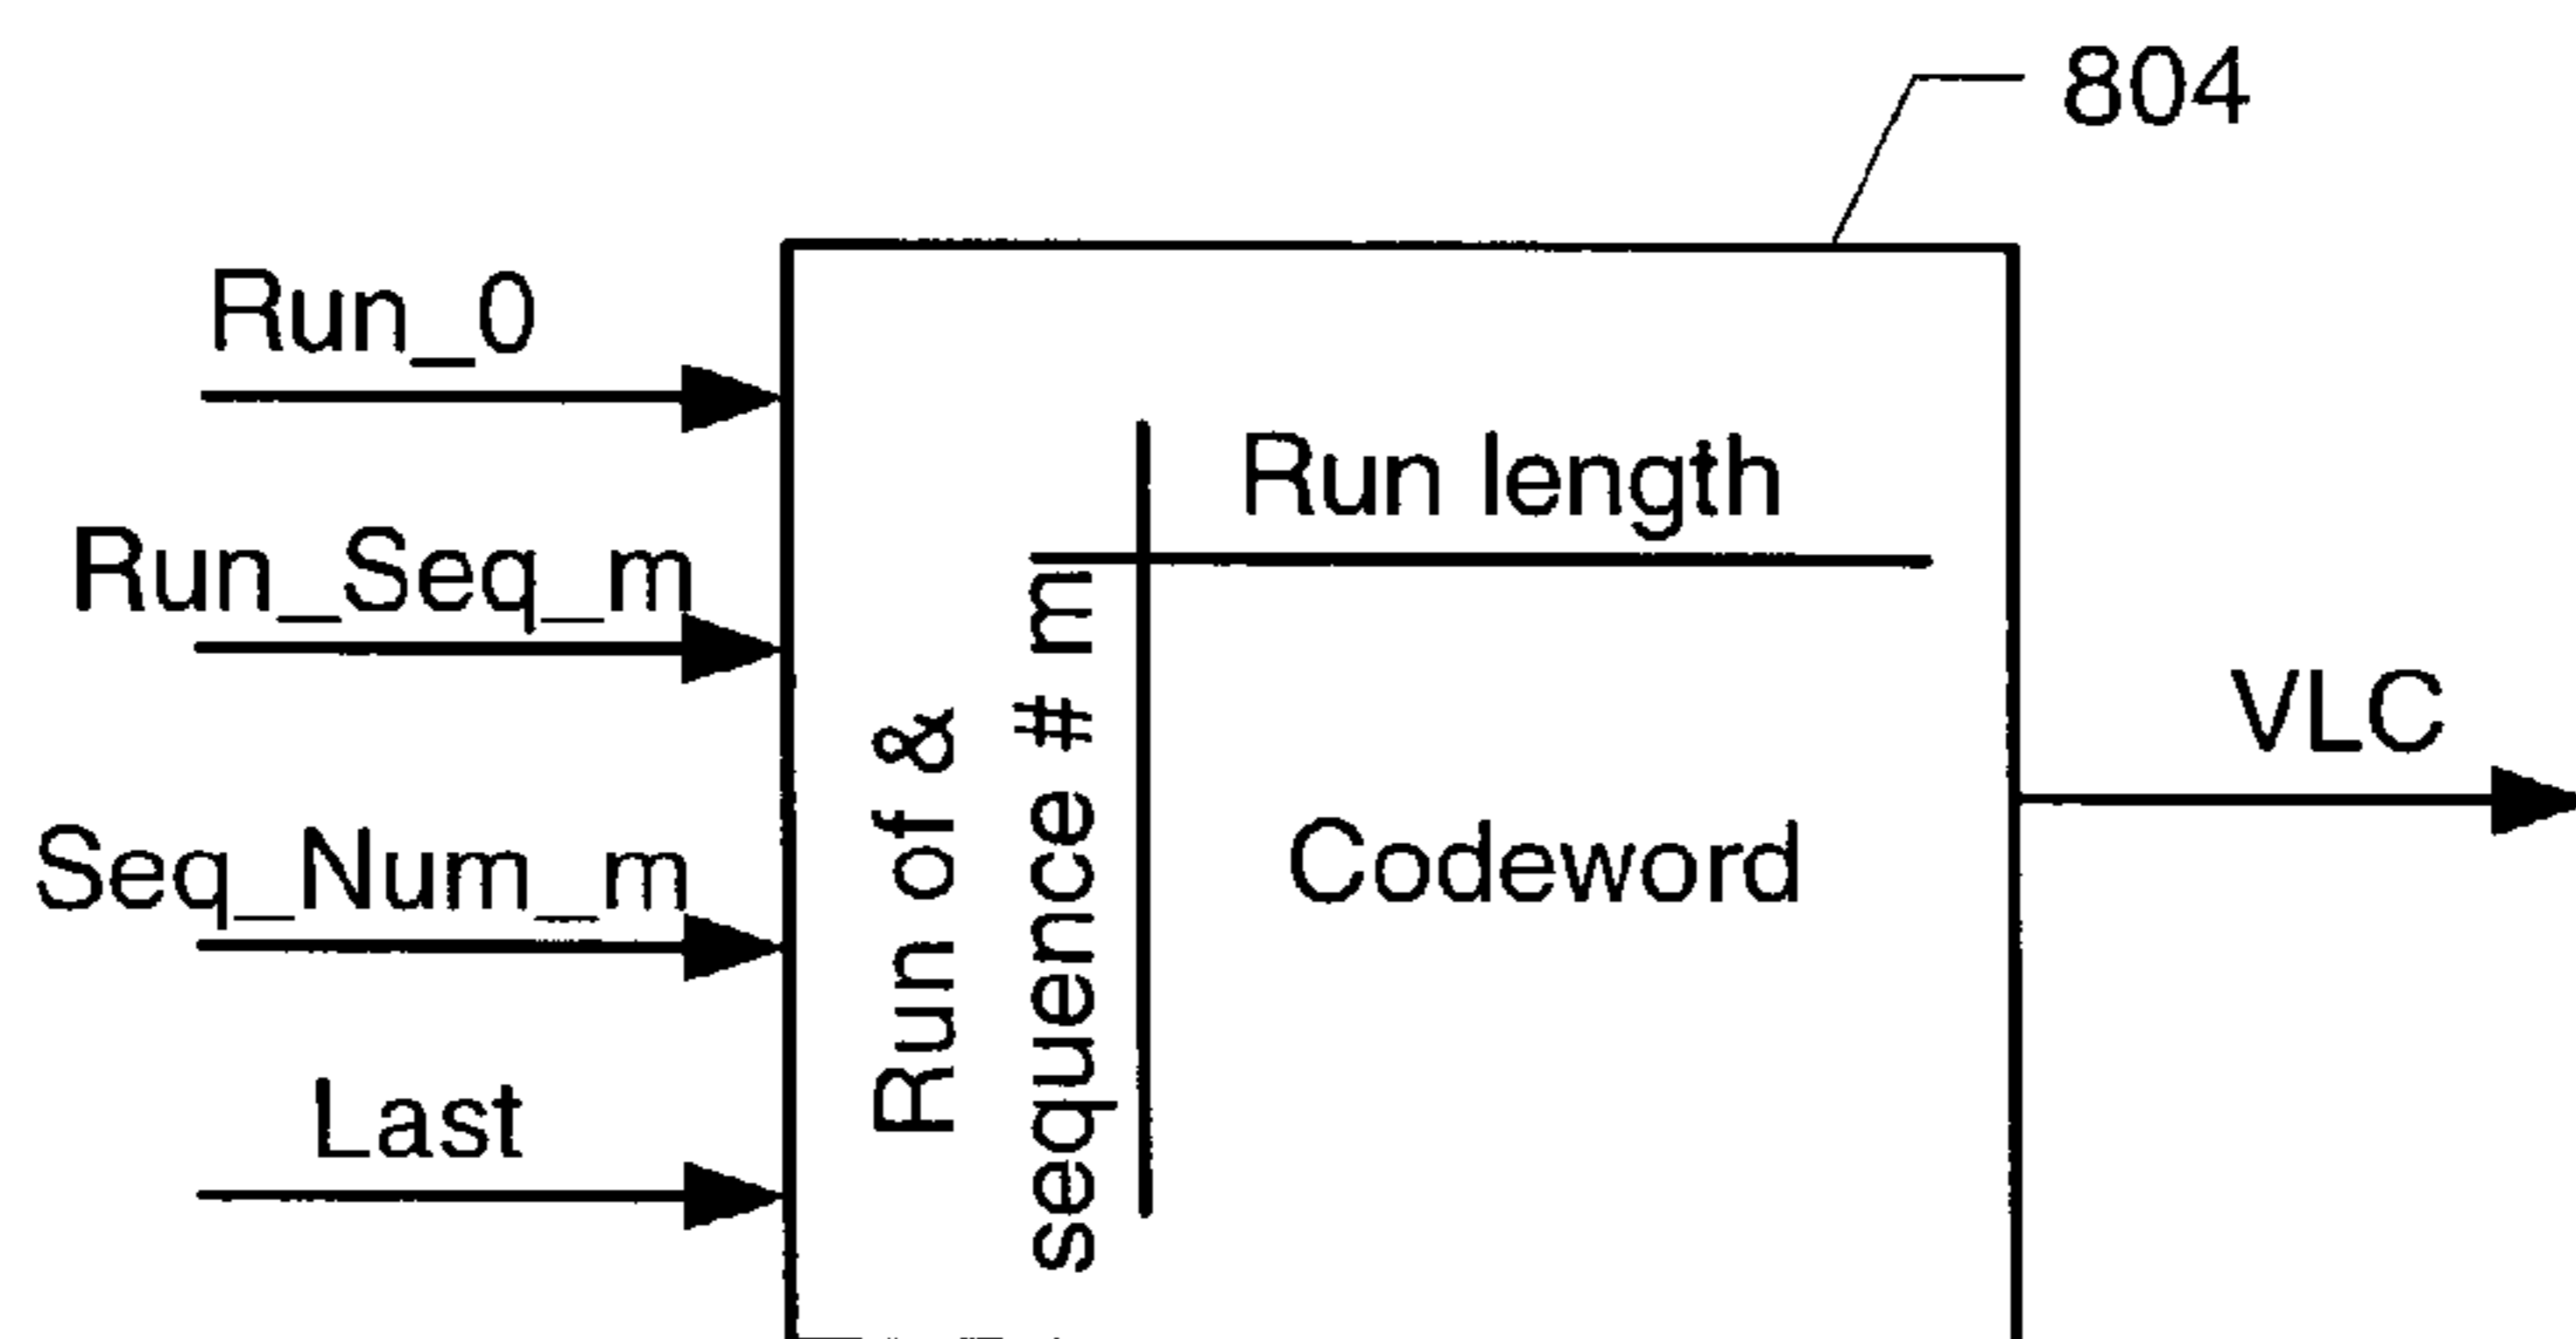 804
Run_0
Run length
Run_Seq_m
Run of &
sequence # m
VLC
Codeword
Seq_Num_m
Last